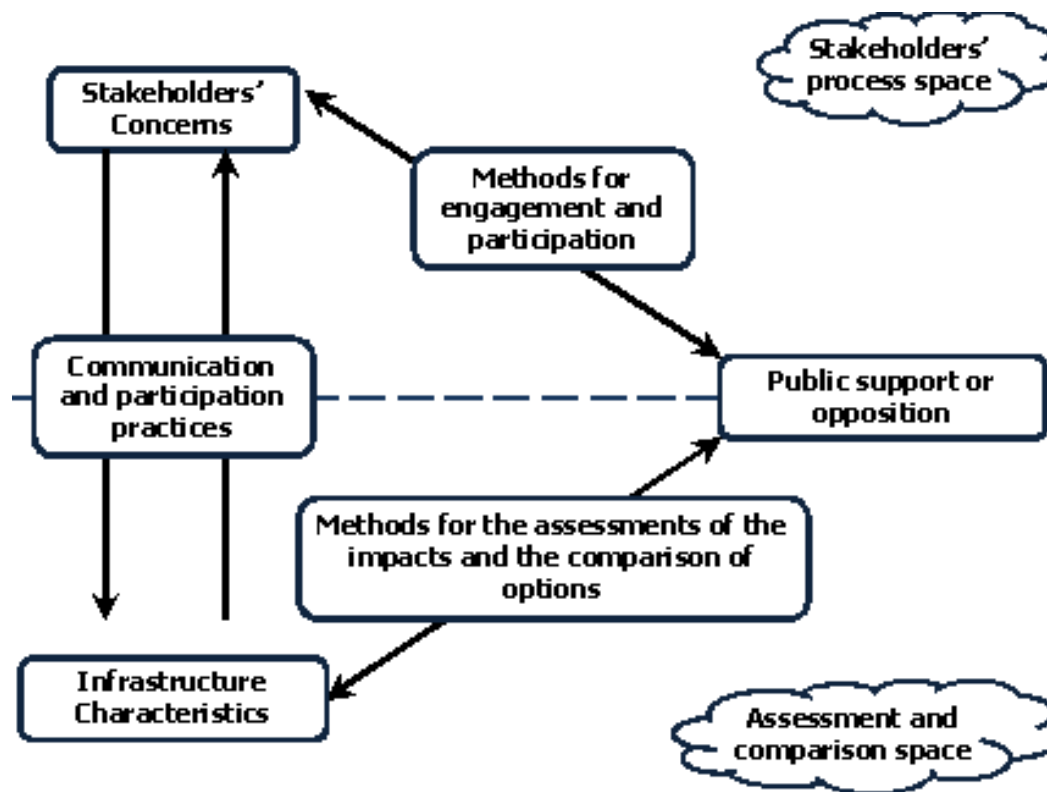 Stakeholders'
process space
Stakeholders'
Concerns
Methods for
engagement and
participation
Communication
and participation
practices
Public support or
opposition
Methods for the assessments of the
impacts and the comparison of
options
Infrastructure
Characteristics
Assessment and
comparison space